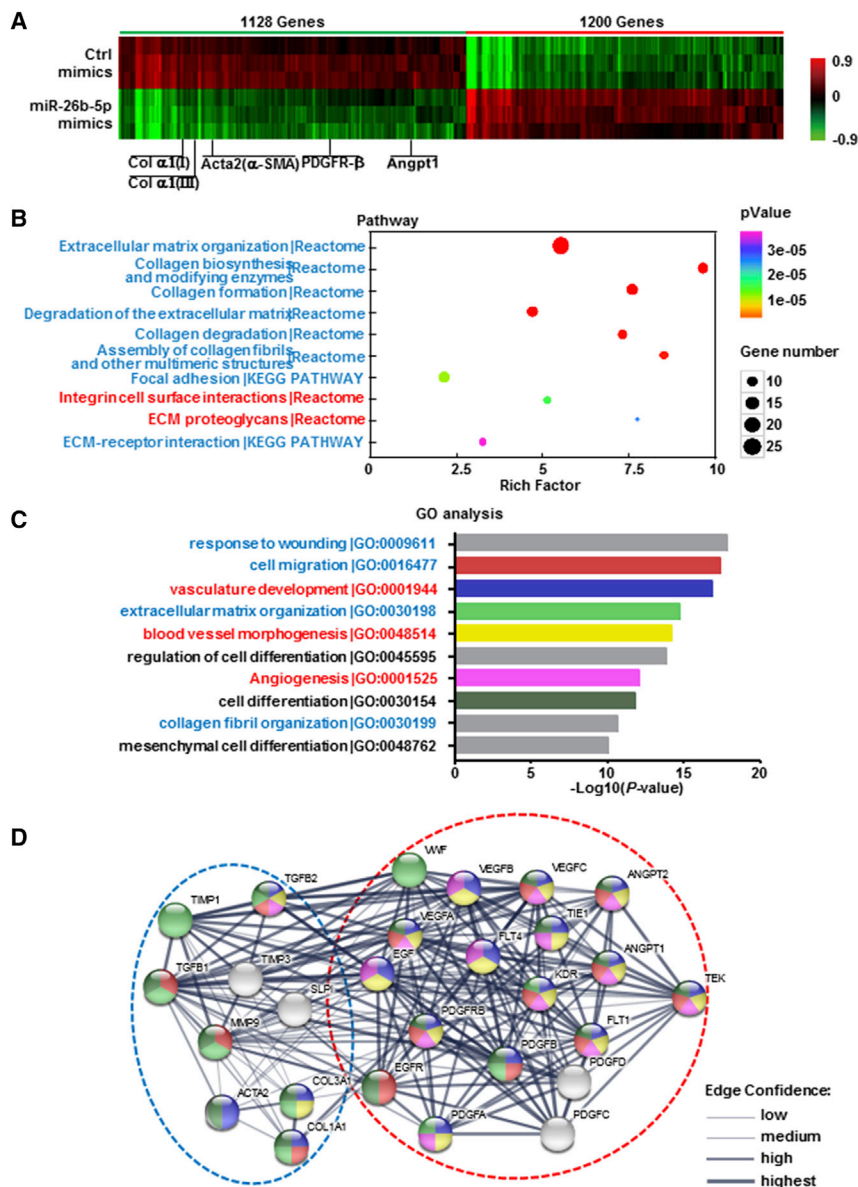 A
1128 Genes
1200 Genes
Ctrl
mimics
miR-26b-5p
mimics
0.9
0
-0.9
Col α1(I)
Acta2(α-SMA)
PDGFR-β
Angpt1
Col α1(III)
B
Pathway
Extracellular matrix organization|Reactome
Collagen biosynthesis
and modifying enzymes|Reactome
Collagen formation|Reactome
Degradation of the extracellular matrix|Reactome
Collagen degradation|Reactome
Assembly of collagen fibrils
and other multimeric structures|Reactome
Focal adhesion|KEGG PATHWAY
Integrin cell surface interactions|Reactome
ECM proteoglycans|Reactome
ECM-receptor interaction|KEGG PATHWAY
0
2.5
5
7.5
10
Rich Factor
pValue
3e-05
2e-05
1e-05
Gene number
10
15
20
25
C
GO analysis
response to wounding|GO:0009611
cell migration|GO:0016477
vasculature development|GO:0001944
extracellular matrix organization|GO:0030198
blood vessel morphogenesis|GO:0048514
regulation of cell differentiation|GO:0045595
Angiogenesis|GO:0001525
cell differentiation|GO:0030154
collagen fibril organization|GO:0030199
mesenchymal cell differentiation|GO:0048762
0
5
10
15
20
-Log10(P-value)
D
VWF
VEGFB
VEGFC
ANGPT2
TGFB2
TIMP1
VEGFA
TIE1
EGF
FLT4
ANGPT1
TIMP3
TGFB1
KDR
TEK
SLPI
PDGFRB
FLT1
MMP9
PDGFB
PDGFD
EGFR
COL3A1
ACTA2
COL1A1
PDGFA
PDGFC
Edge Confidence:
low
medium
high
highest